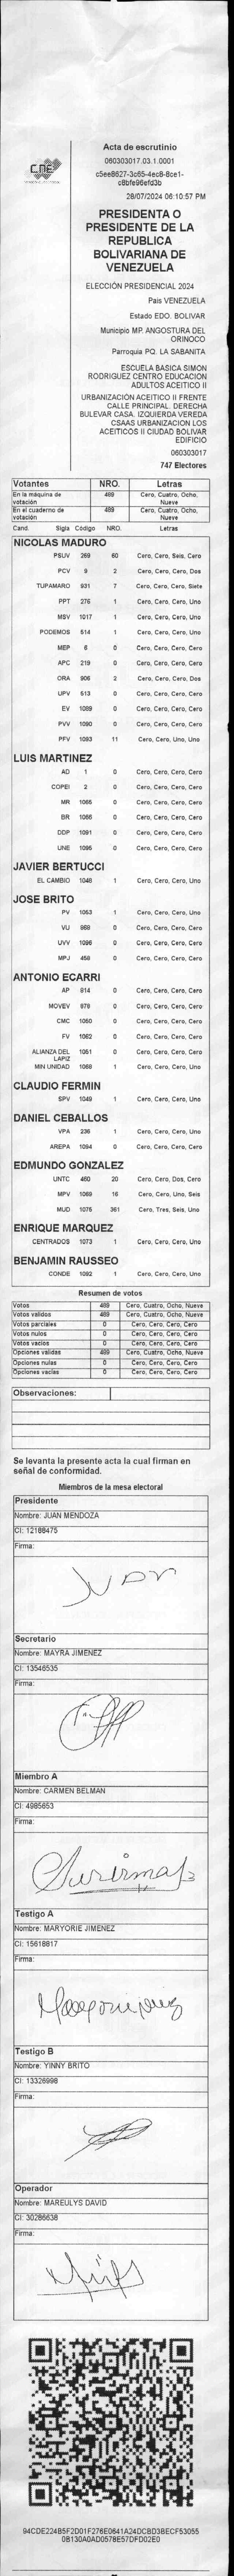 CNE
Acta de escrutinio
060303017.03.1.0001
c5ee8627-3c65-4ec8-8ce1-
c8bfe96efd3b
28/07/2024 06:10:57 PM
PRESIDENTA O
PRESIDENTE DE LA
REPUBLICA
BOLIVARIANA DE
VENEZUELA
ELECCIÓN PRESIDENCIAL 2024
Pais VENEZUELA
Estado EDO. BOLIVAR
Municipio MP. ANGOSTURA DEL
ORINOCO
Parroquia PQ. LA SABANITA
ESCUELA BASICA SIMON
RODRIGUEZ CENTRO EDUCACION
ADULTOS ACEITICO II
URBANIZACIÓN ACEITICO II FRENTE
CALLE PRINCIPAL. DERECHA
BULEVAR CASA. IZQUIERDA VEREDA
CSAAS URBANIZACION LOS
ACEITICOS II CIUDAD BOLIVAR
EDIFICIO
060303017
747 Electores
Votantes NRO. Letras
En la máquina de votación 489 Cero, Cuatro, Ocho, Nueve
En el cuaderno de votación 489 Cero, Cuatro, Ocho, Nueve
Cand. Sigla Codigo NRO. Letras
NICOLAS MADURO
PSUV 269 60 Cero, Cero, Seis, Cero
PCV 9 2 Cero, Cero, Cero, Dos
TUPAMARO 931 7 Cero, Cero, Cero, Siete
PPT 276 1 Cero, Cero, Cero, Uno
MSV 1017 1 Cero, Cero, Cero, Uno
PODEMOS 514 1 Cero, Cero, Cero, Uno
MEP 6 0 Cero, Cero, Cero, Cero
APC 219 0 Cero, Cero, Cero, Cero
ORA 906 2 Cero, Cero, Cero, Dos
UPV 513 0 Cero, Cero, Cero, Cero
EV 1089 0 Cero, Cero, Cero, Cero
PVV 1090 0 Cero, Cero, Cero, Cero
PFV 1093 11 Cero, Cero, Uno, Uno
LUIS MARTINEZ
AD 1 0 Cero, Cero, Cero, Cero
COPEI 2 0 Cero, Cero, Cero, Cero
MR 1065 0 Cero, Cero, Cero, Cero
BR 1066 0 Cero, Cero, Cero, Cero
DDP 1091 0 Cero, Cero, Cero, Cero
UNE 1095 0 Cero, Cero, Cero, Cero
JAVIER BERTUCCI
EL CAMBIO 1048 1 Cero, Cero, Cero, Uno
JOSE BRITO
PV 1053 1 Cero, Cero, Cero, Uno
VU 868 0 Cero, Cero, Cero, Cero
UVV 1096 0 Cero, Cero, Cero, Cero
MPJ 458 0 Cero, Cero, Cero, Cero
ANTONIO ECARRI
AP 814 0 Cero, Cero, Cero, Cero
MOVEV 878 0 Cero, Cero, Cero, Cero
CMC 1050 0 Cero, Cero, Cero, Cero
FV 1062 0 Cero, Cero, Cero, Cero
ALIANZA DEL LAPIZ 1051 0 Cero, Cero, Cero, Cero
MIN UNIDAD 1068 1 Cero, Cero, Cero, Uno
CLAUDIO FERMIN
SPV 1049 1 Cero, Cero, Cero, Uno
DANIEL CEBALLOS
VPA 236 1 Cero, Cero, Cero, Uno
AREPA 1094 0 Cero, Cero, Cero, Cero
EDMUNDO GONZALEZ
UNTC 460 20 Cero, Cero, Dos, Cero
MPV 1069 16 Cero, Cero, Uno, Seis
MUD 1075 361 Cero, Tres, Seis, Uno
ENRIQUE MARQUEZ
CENTRADOS 1073 1 Cero, Cero, Cero, Uno
BENJAMIN RAUSSEO
CONDE 1092 1 Cero, Cero, Cero, Uno
Resumen de votos
Votos 489 Cero, Cuatro, Ocho, Nueve
Votos validos 489 Cero, Cuatro, Ocho, Nueve
Votos parciales 0 Cero, Cero, Cero, Cero
Votos nulos 0 Cero, Cero, Cero, Cero
Votos vacios 0 Cero, Cero, Cero, Cero
Opciones validas 489 Cero, Cuatro, Ocho, Nueve
Opciones nulas 0 Cero, Cero, Cero, Cero
Opciones vacias 0 Cero, Cero, Cero, Cero
Observaciones:
Se levanta la presente acta la cual firman en
señal de conformidad.
Miembros de la mesa electoral
Presidente
Nombre: JUAN MENDOZA
CI: 12188475
Firma:
Juan
Secretario
Nombre: MAYRA JIMENEZ
CI: 13546535
Firma:
Miembro A
Nombre: CARMEN BELMAN
CI: 4985653
Firma:
Testigo A
Nombre: MARYORIE JIMENEZ
CI: 15618817
Firma:
Testigo B
Nombre: YINNY BRITO
CI: 13326998
Firma:
Operador
Nombre: MAREULYS DAVID
CI: 30286638
Firma:
94CDE224B5F2D01F276E0641A24DCBD3BECF53055
0B130A0AD0578E57DFD02E0